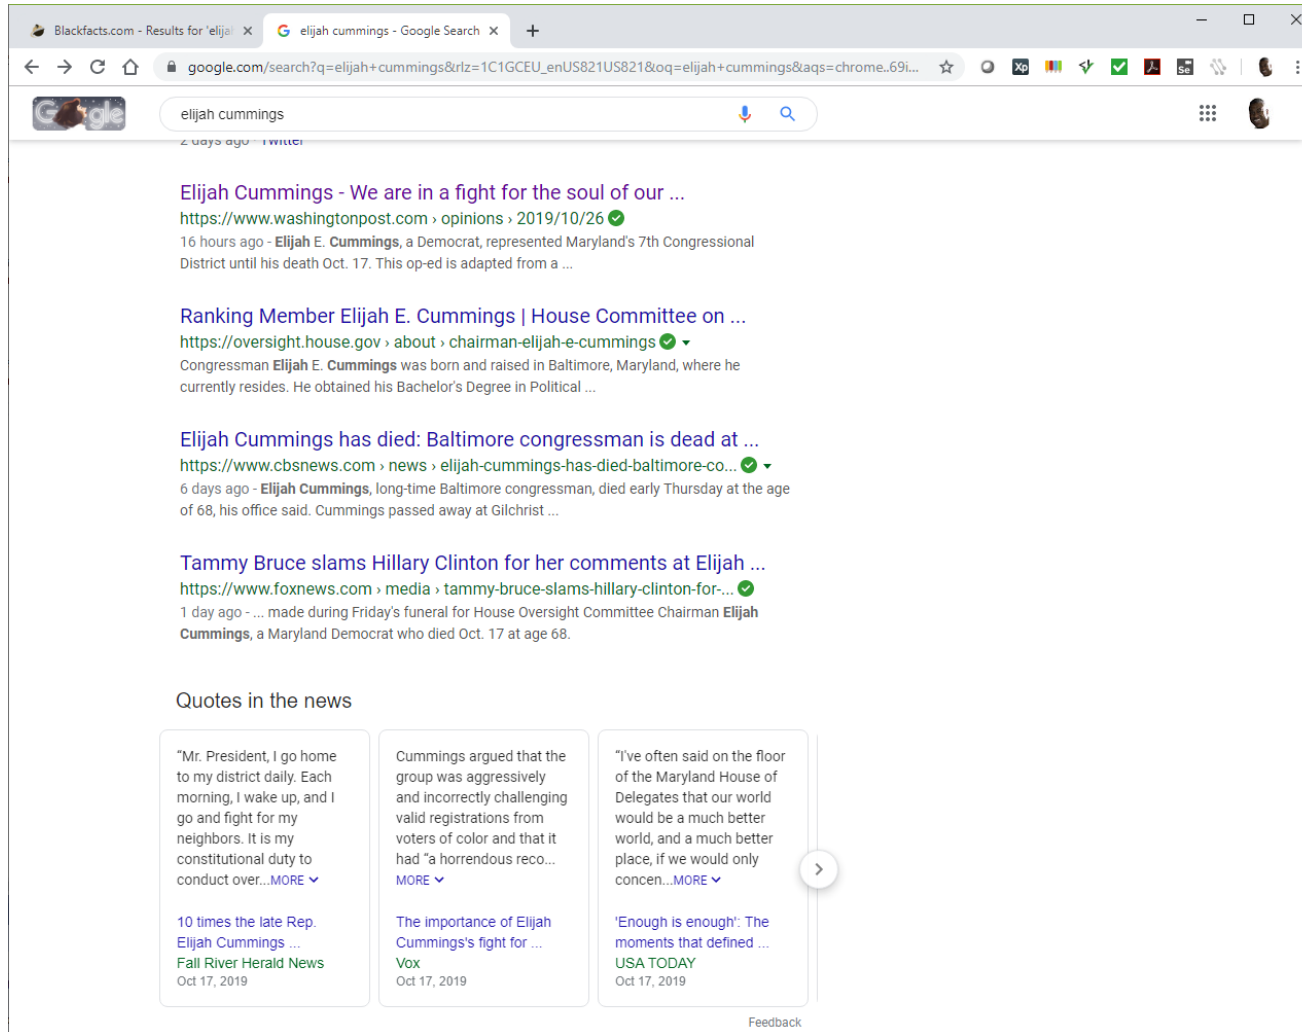 Blackfacts.com - Results for 'elija
elijah cummings - Google Search
google.com/search?q=elijah+cummings&rlz=1C1GCEU_enUS821US821&oq=elijah+cummings&aqs=chrome..69i...
Xp
Se
Google
elijah cummings
2 days ago - Twitter
Elijah Cummings - We are in a fight for the soul of our ...
https://www.washingtonpost.com › opinions › 2019/10/26
16 hours ago - Elijah E. Cummings, a Democrat, represented Maryland's 7th Congressional
District until his death Oct. 17. This op-ed is adapted from a ...
Ranking Member Elijah E. Cummings | House Committee on ...
https://oversight.house.gov › about › chairman-elijah-e-cummings
Congressman Elijah E. Cummings was born and raised in Baltimore, Maryland, where he
currently resides. He obtained his Bachelor's Degree in Political ...
Elijah Cummings has died: Baltimore congressman is dead at ...
https://www.cbsnews.com › news › elijah-cummings-has-died-baltimore-co...
6 days ago - Elijah Cummings, long-time Baltimore congressman, died early Thursday at the age
of 68, his office said. Cummings passed away at Gilchrist ...
Tammy Bruce slams Hillary Clinton for her comments at Elijah ...
https://www.foxnews.com › media › tammy-bruce-slams-hillary-clinton-for-...
1 day ago - ... made during Friday's funeral for House Oversight Committee Chairman Elijah
Cummings, a Maryland Democrat who died Oct. 17 at age 68.
Quotes in the news
“Mr. President, I go home
to my district daily. Each
morning, I wake up, and I
go and fight for my
neighbors. It is my
constitutional duty to
conduct over...MORE
10 times the late Rep.
Elijah Cummings ...
Fall River Herald News
Oct 17, 2019
Cummings argued that the
group was aggressively
and incorrectly challenging
valid registrations from
voters of color and that it
had “a horrendous reco...
MORE
The importance of Elijah
Cummings's fight for ...
Vox
Oct 17, 2019
“I've often said on the floor
of the Maryland House of
Delegates that our world
would be a much better
world, and a much better
place, if we would only
concen...MORE
'Enough is enough': The
moments that defined ...
USA TODAY
Oct 17, 2019
Feedback